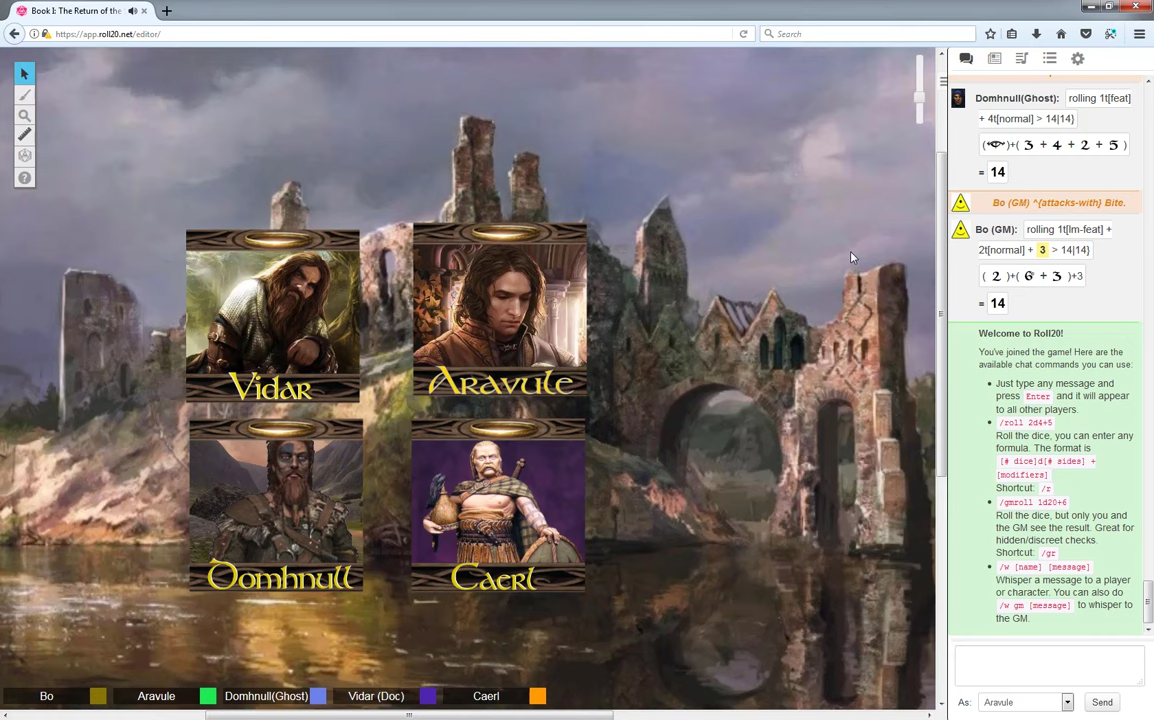 Book I: The Return of the
https://app.roll20.net/editor/
Search
Domhnull(Ghost): rolling 1t[feat]
+ 4t[normal] > 14|14}
( )+( 3 + 4 + 2 + 5 )
= 14
Bo (GM) ^{attacks-with} Bite.
Bo (GM): rolling 1t[lm-feat] +
2t[normal] + 3 > 14|14}
( 2 )+( 6 + 3 )+3
= 14
Welcome to Roll20!
You've joined the game! Here are the
available chat commands you can use:
Just type any message and
press Enter and it will appear
to all other players.
/roll 2d4+5
Roll the dice, you can enter any
formula. The format is
[# dice]d[# sides] +
[modifiers]
Shortcut: /r
/gmroll 1d20+6
Roll the dice, but only you and
the GM see the result. Great for
hidden/discreet checks.
Shortcut: /gr
/w [name] [message]
Whisper a message to a player
or character. You can also do
/w gm [message] to whisper to
the GM.
Vidar
Aravule
Domhnull
Caerl
Bo Aravule Domhnull(Ghost) Vidar (Doc) Caerl
As: Aravule Send